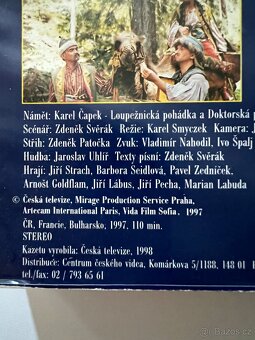 Námět: Karel Čapek - Loupežnická pohádka a Doktorská
Scénář: Zdeněk Svěrák Režie: Karel Smyczek Kamera:
Střih: Zdeněk Patočka Zvuk: Vladimír Nahodil, Ivo Špalj
Hudba: Jaroslav Uhlíř Texty písní: Zdeněk Svěrák
Hrají: Jiří Strach, Barbora Seidlová, Pavel Zedníček,
Arnošt Goldflam, Jiří Lábus, Jiří Pecha, Marian Labuda
© Česká televize, Mirage Production Service Praha,
Artecam International Paris, Vida Film Sofia, 1997
ČR, Francie, Bulharsko, 1997, 110 min.
STEREO
Kazetu vyrobila: Česká televize, 1998
Distribuce: Centrum českého videa, Komárkova 5/1188, 148 01
tel./fax: 02 / 793 65 61
bazos.cz